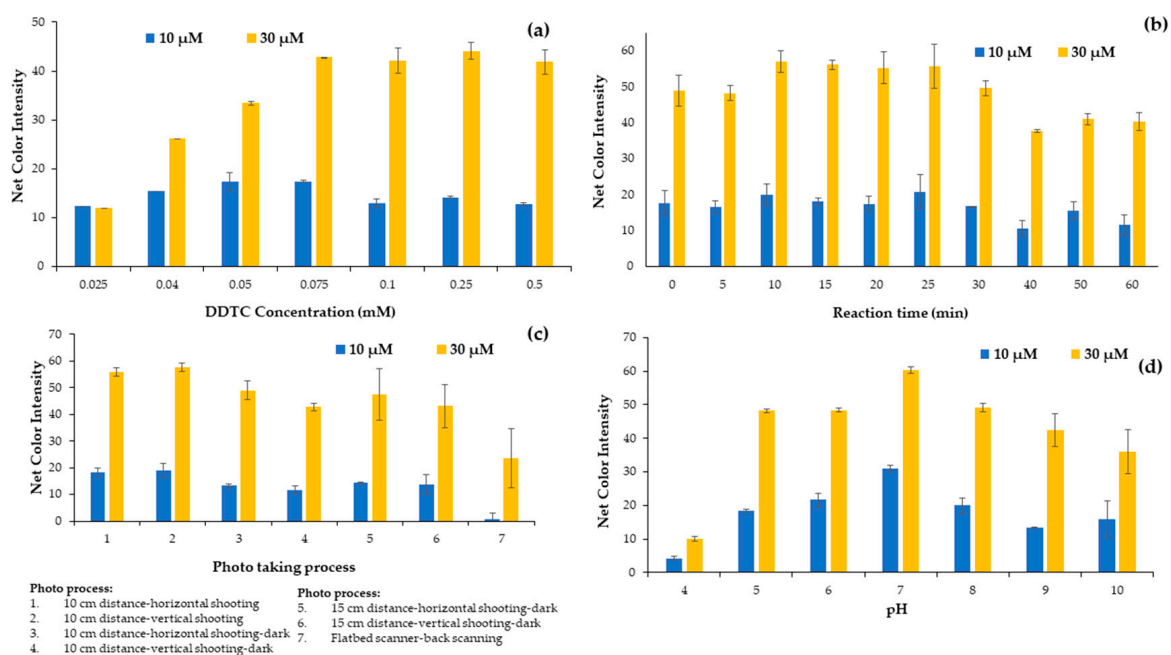 (a)
10 µM 30 µM
Net Color Intensity
50
40
30
20
10
0
0.025 0.04 0.05 0.075 0.1 0.25 0.5
DDTC Concentration (mM)
(b)
10 µM 30 µM
Net Color Intensity
60
50
40
30
20
10
0
0 5 10 15 20 25 30 40 50 60
Reaction time (min)
(c)
10 µM 30 µM
Net Color Intensity
70
60
50
40
30
20
10
0
1 2 3 4 5 6 7
Photo taking process
Photo process:
1. 10 cm distance-horizontal shooting
2. 10 cm distance-vertical shooting
3. 10 cm distance-horizontal shooting-dark
4. 10 cm distance-vertical shooting-dark
Photo process:
5. 15 cm distance-horizontal shooting-dark
6. 15 cm distance-vertical shooting-dark
7. Flatbed scanner-back scanning
(d)
10 µM 30 µM
Net Color Intensity
70
60
50
40
30
20
10
0
4 5 6 7 8 9 10
pH